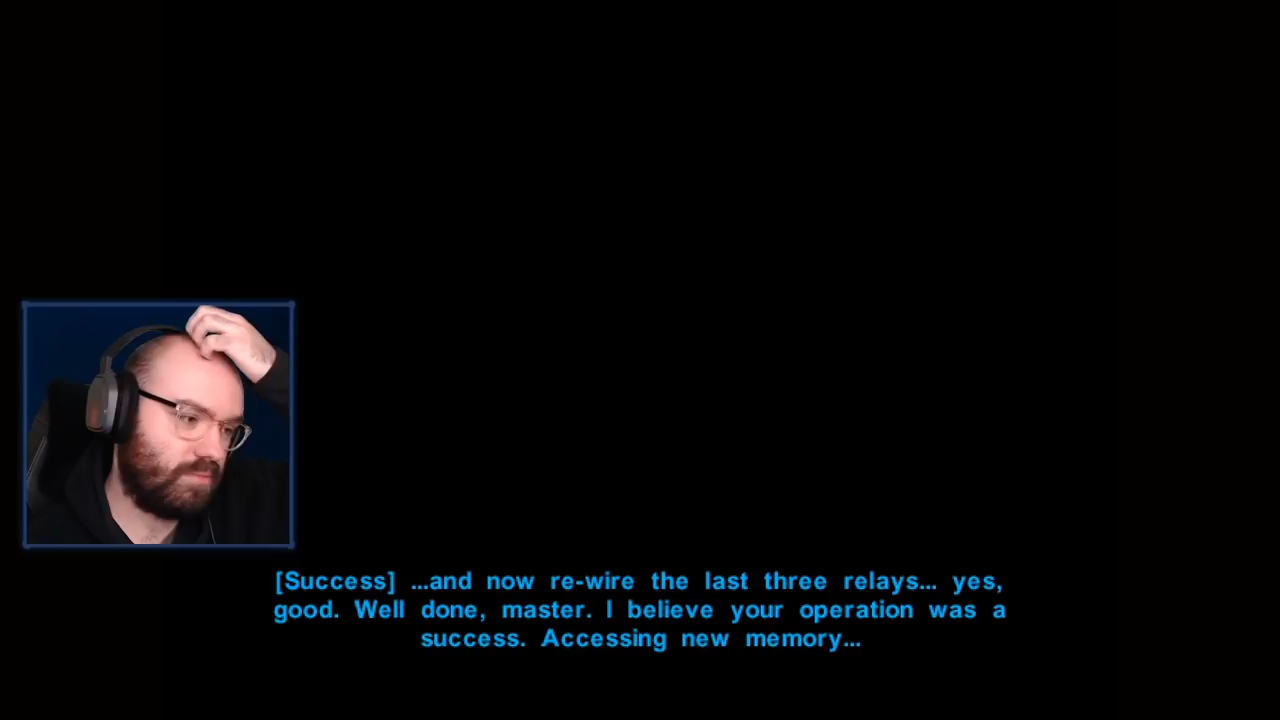 [Success] ...and now re-wire the last three relays... yes,
good. Well done, master. I believe your operation was a
success. Accessing new memory...